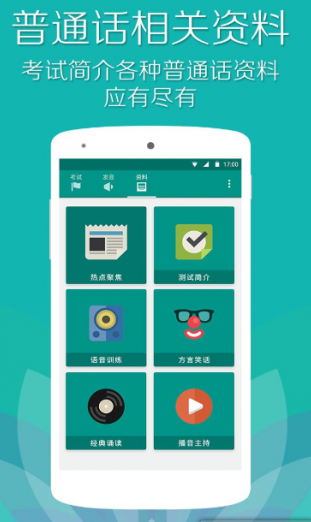 普通话相关资料
考试简介各种普通话资料
应有尽有
17:00
考试 发音 资料
热点聚焦 测试简介
语音训练 方言笑话
经典诵读 播音主持